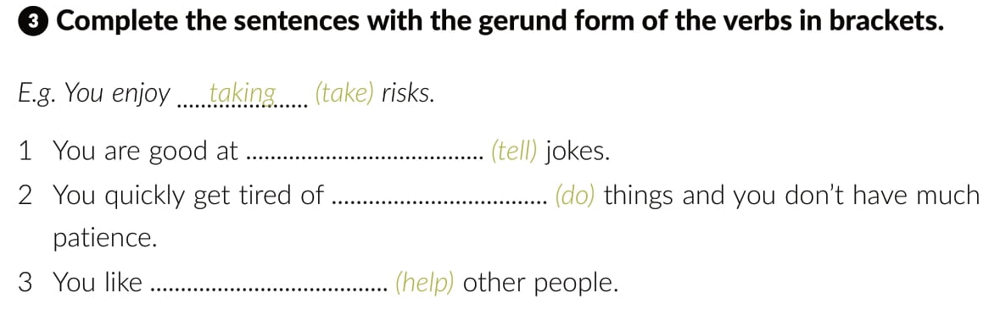 3 Complete the sentences with the gerund form of the verbs in brackets.
E.g. You enjoy .....taking..... (take) risks.
1 You are good at ...................................... (tell) jokes.
2 You quickly get tired of ................................... (do) things and you don't have much
patience.
3 You like ...................................... (help) other people.